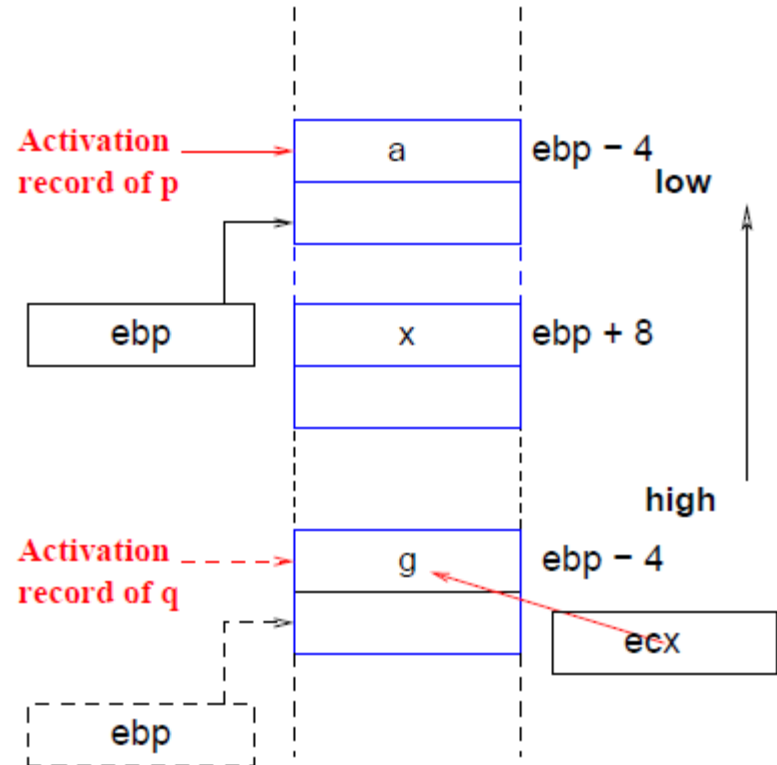 Activation
record of p
a
ebp − 4
low
ebp
x
ebp + 8
high
Activation
record of q
g
ebp − 4
ecx
ebp